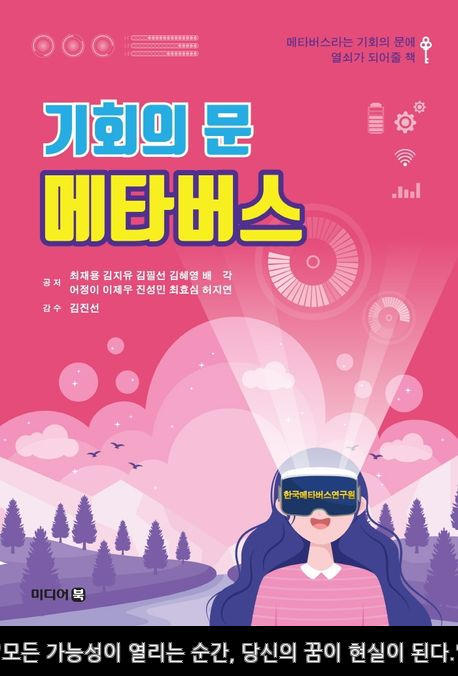 메타버스라는 기회의 문에
열쇠가 되어줄 책
기회의 문
메타버스
공저 최재용 김지유 김필선 김혜영 배 각
어정이 이제우 진성민 최효심 허지연
감수 김진선
한국메타버스연구원
미디어북
"모든 가능성이 열리는 순간, 당신의 꿈이 현실이 된다."